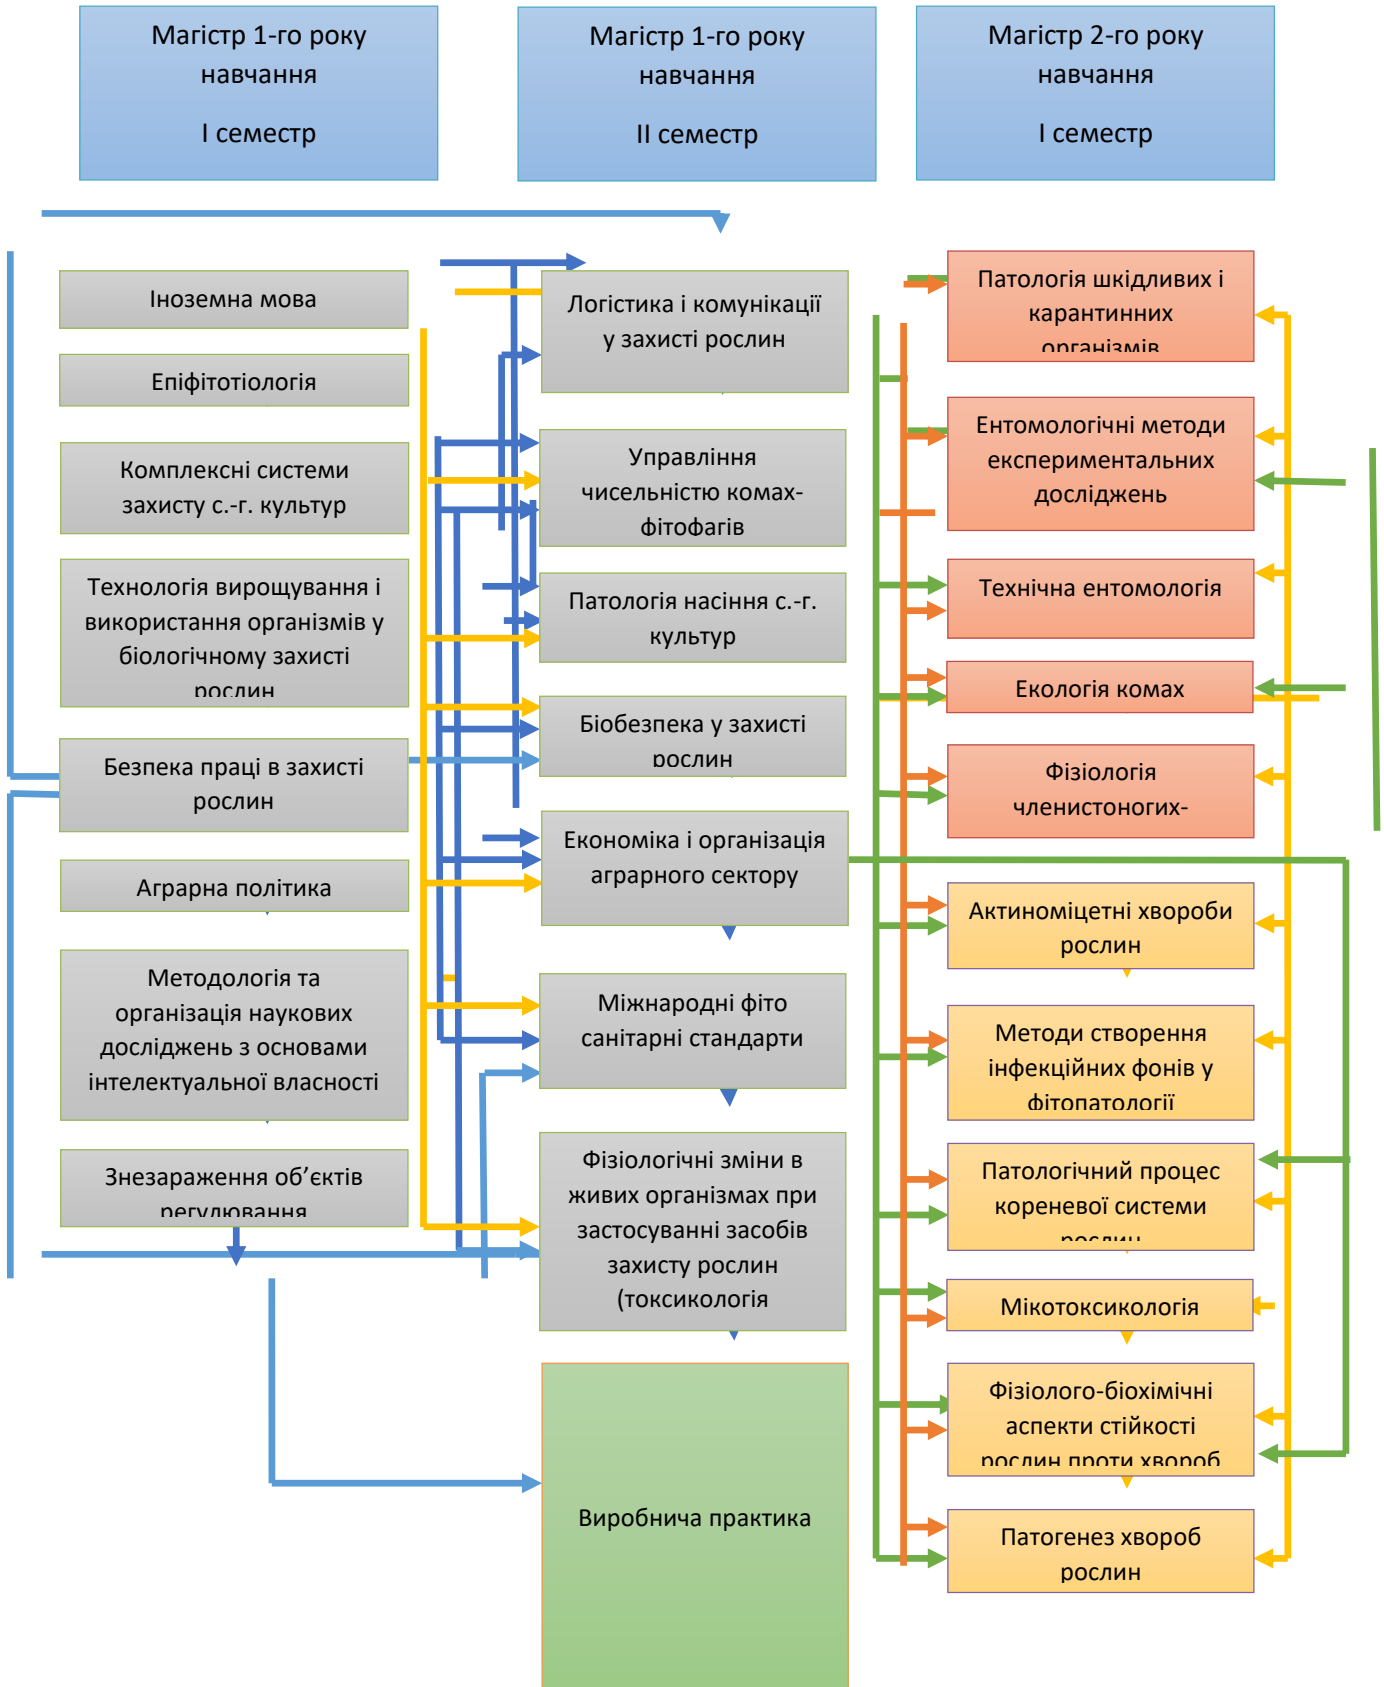 Магістр 1-го року
навчання
І семестр
Магістр 1-го року
навчання
ІІ семестр
Магістр 2-го року
навчання
І семестр
Іноземна мова
Епіфітотіологія
Комплексні системи
захисту с.-г. культур
Технологія вирощування і
використання організмів у
біологічному захисті
рослин
Безпека праці в захисті
рослин
Аграрна політика
Методологія та
організація наукових
досліджень з основами
інтелектуальної власності
Знезараження об’єктів
регулювання
Логістика і комунікації
у захисті рослин
Управління
чисельністю комах-
фітофагів
Патологія насіння с.-г.
культур
Біобезпека у захисті
рослин
Економіка і організація
аграрного сектору
Міжнародні фіто
санітарні стандарти
Фізіологічні зміни в
живих організмах при
застосуванні засобів
захисту рослин
(токсикологія
Виробнича практика
Патологія шкідливих і
карантинних
організмів
Ентомологічні методи
експериментальних
досліджень
Технічна ентомологія
Екологія комах
Фізіологія
членистоногих-
Актиноміцетні хвороби
рослин
Методи створення
інфекційних фонів у
фітопатології
Патологічний процес
кореневої системи
рослин
Мікотоксикологія
Фізіолого-біохімічні
аспекти стійкості
рослин проти хвороб
Патогенез хвороб
рослин